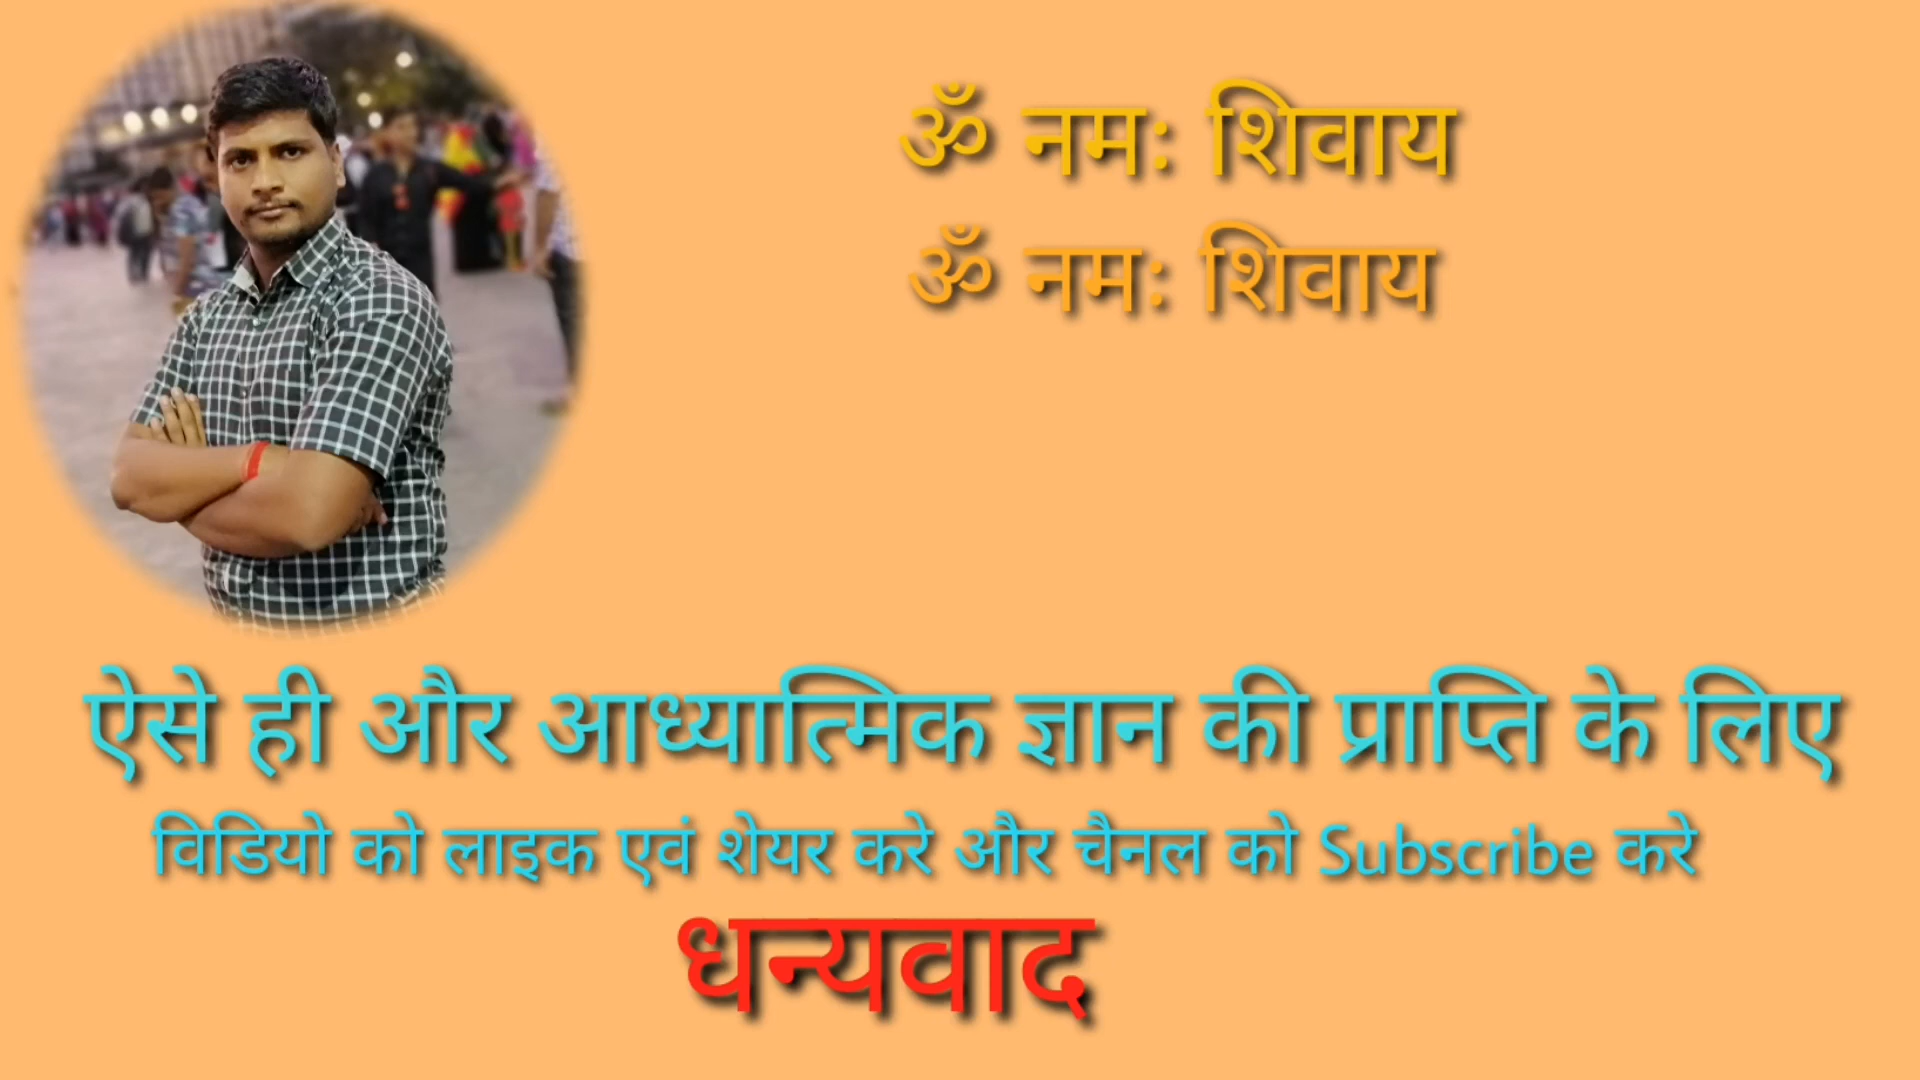 ॐ नमः शिवाय
ॐ नमः शिवाय
ऐसे ही और आध्यात्मिक ज्ञान की प्राप्ति के लिए
विडियो को लाइक एवं शेयर करे और चैनल को Subscribe करे
धन्यवाद